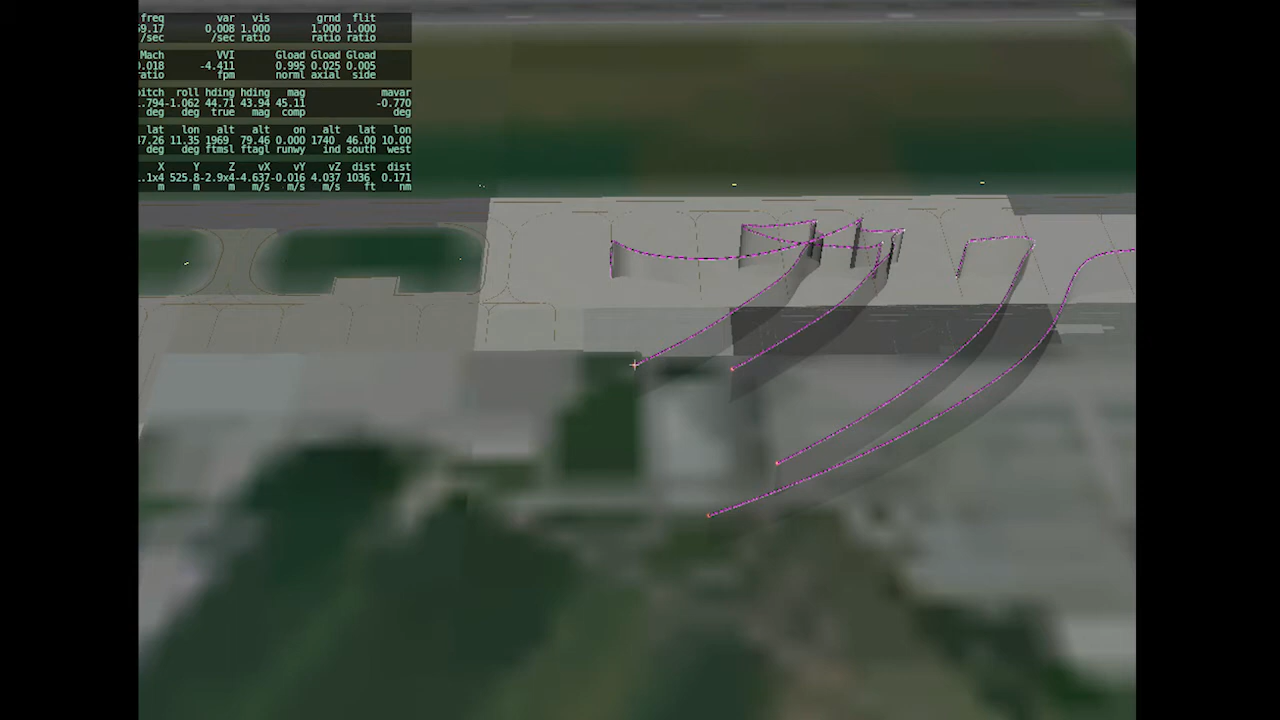 freq var vis grnd flit
59.17 0.008 1.000 1.000 1.000
/sec /sec ratio ratio ratio
Mach VVI Gload Gload Gload
0.018 -4.411 0.995 0.025 0.005
ratio fpm norml axial side
pitch roll hding hding mag mavar
.794 -1.062 44.71 43.94 45.11 -0.770
deg deg true mag comp deg
lat lon alt alt on alt lat lon
47.26 11.35 1969 79.46 0.000 1740 46.00 10.00
deg deg ftmsl ftagl runwy ind south west
X Y Z vX vY vZ dist dist
.1x4 525.8 -2.9x4 -4.637 -0.016 4.037 1036 0.171
m m m m/s m/s m/s ft nm